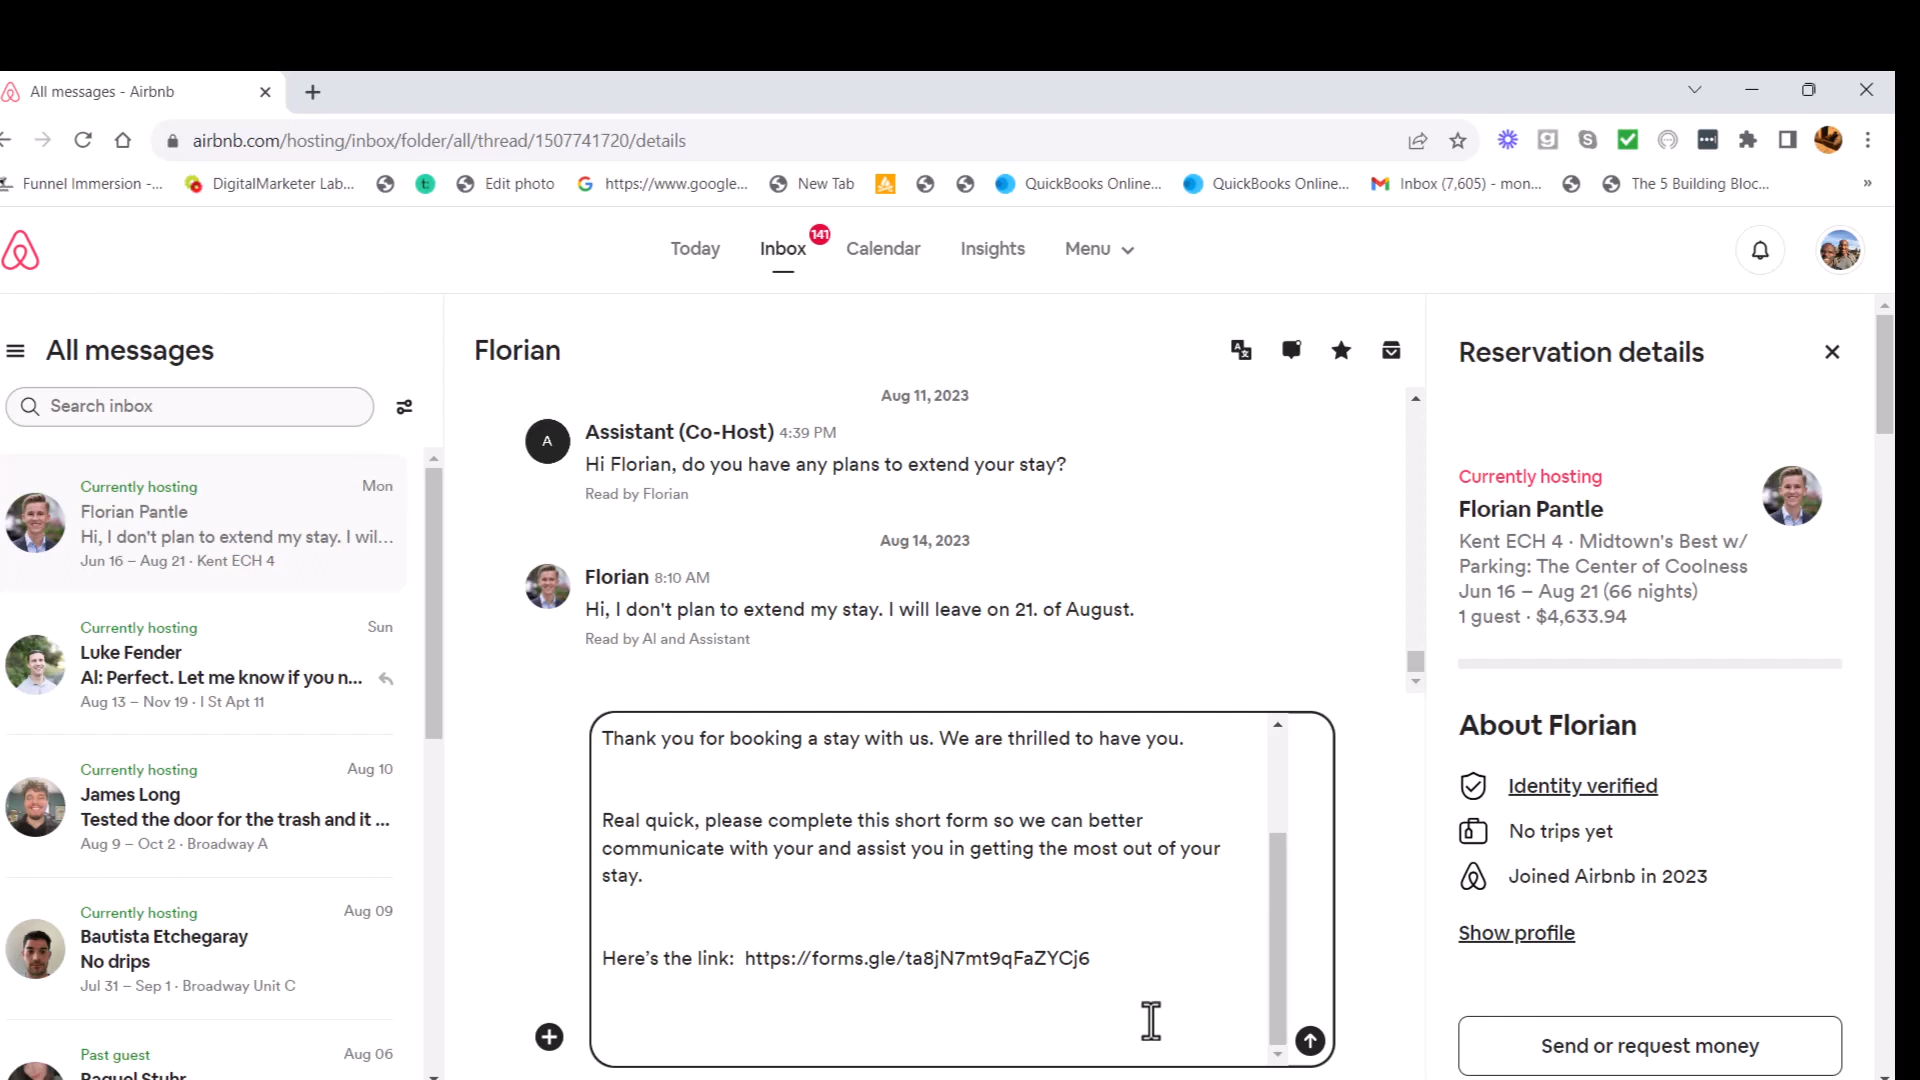 All messages - Airbnb
airbnb.com/hosting/inbox/folder/all/thread/1507741720/details
Funnel Immersion -...
DigitalMarketer Lab...
t:
Edit photo
https://www.google...
New Tab
QuickBooks Online...
QuickBooks Online...
Inbox (7,605) - mon...
The 5 Building Bloc...
»
Today
Inbox
141
Calendar
Insights
Menu
All messages
Search inbox
Currently hosting
Mon
Florian Pantle
Hi, I don't plan to extend my stay. I wil...
Jun 16 – Aug 21 · Kent ECH 4
Currently hosting
Sun
Luke Fender
Al: Perfect. Let me know if you n...
Aug 13 – Nov 19 · I St Apt 11
Currently hosting
Aug 10
James Long
Tested the door for the trash and it ...
Aug 9 – Oct 2 · Broadway A
Currently hosting
Aug 09
Bautista Etchegaray
No drips
Jul 31 – Sep 1 · Broadway Unit C
Past guest
Aug 06
Raquel Stuhr
Florian
Aug 11, 2023
A
Assistant (Co-Host) 4:39 PM
Hi Florian, do you have any plans to extend your stay?
Read by Florian
Aug 14, 2023
Florian 8:10 AM
Hi, I don't plan to extend my stay. I will leave on 21. of August.
Read by Al and Assistant
Thank you for booking a stay with us. We are thrilled to have you.
Real quick, please complete this short form so we can better
communicate with your and assist you in getting the most out of your
stay.
Here's the link:  https://forms.gle/ta8jN7mt9qFaZYCj6
Reservation details
Currently hosting
Florian Pantle
Kent ECH 4 · Midtown's Best w/
Parking: The Center of Coolness
Jun 16 – Aug 21 (66 nights)
1 guest · $4,633.94
About Florian
Identity verified
No trips yet
Joined Airbnb in 2023
Show profile
Send or request money